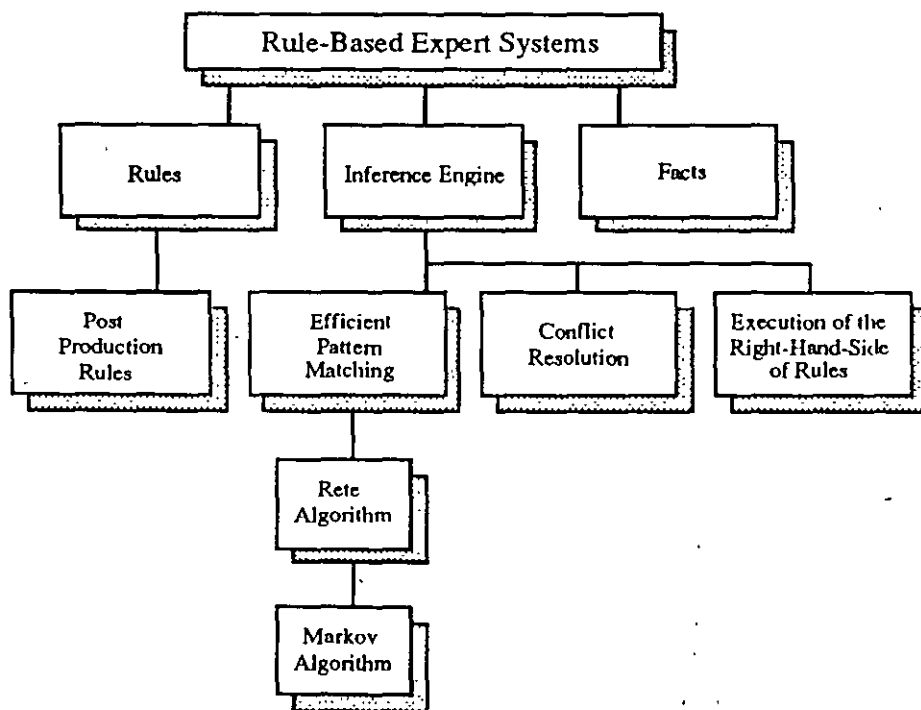 Rule-Based Expert Systems
Rules
Inference Engine
Facts
Post
Production
Rules
Efficient
Pattern
Matching
Conflict
Resolution
Execution of the
Right-Hand-Side
of Rules
Rete
Algorithm
Markov
Algorithm